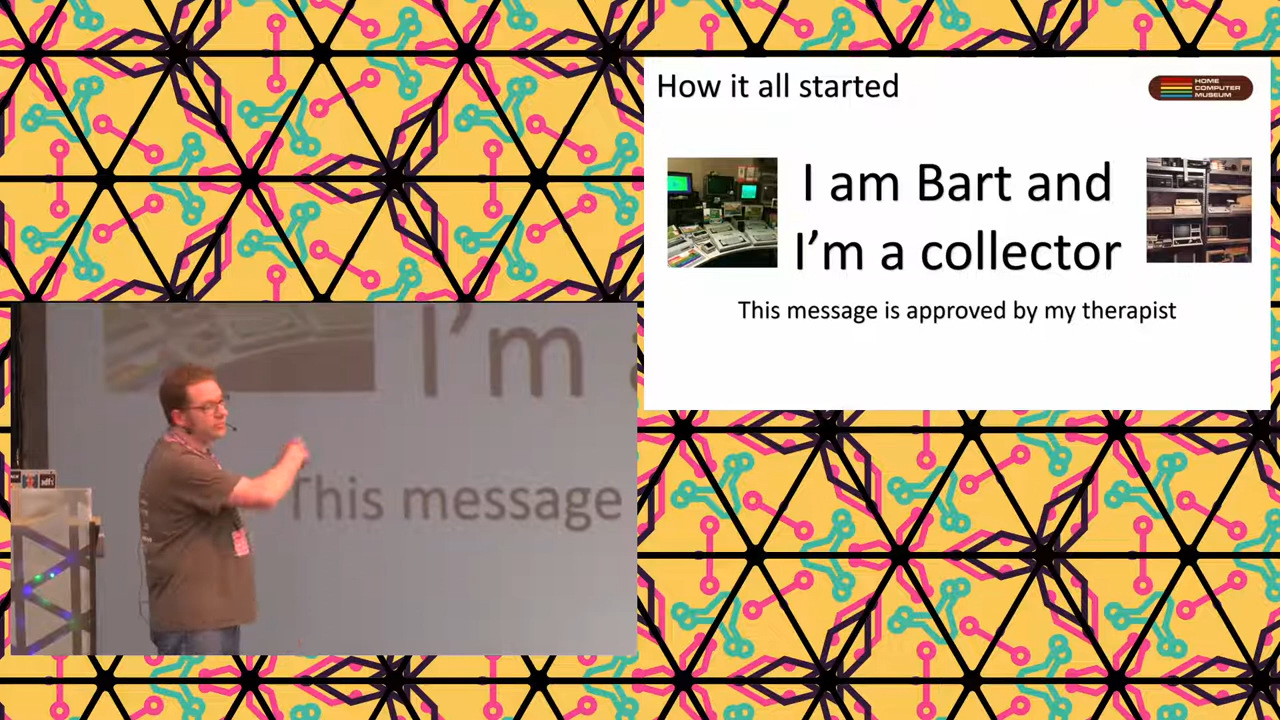 How it all started
HOME
COMPUTER
MUSEUM
I am Bart and
I'm a collector
This message is approved by my therapist
I'm
This message